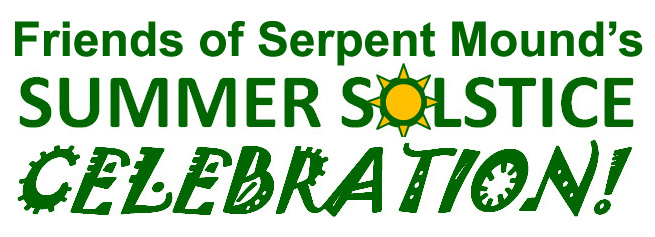 Friends of Serpent Mound’s
SUMMER SOLSTICE
CELEBRATION!